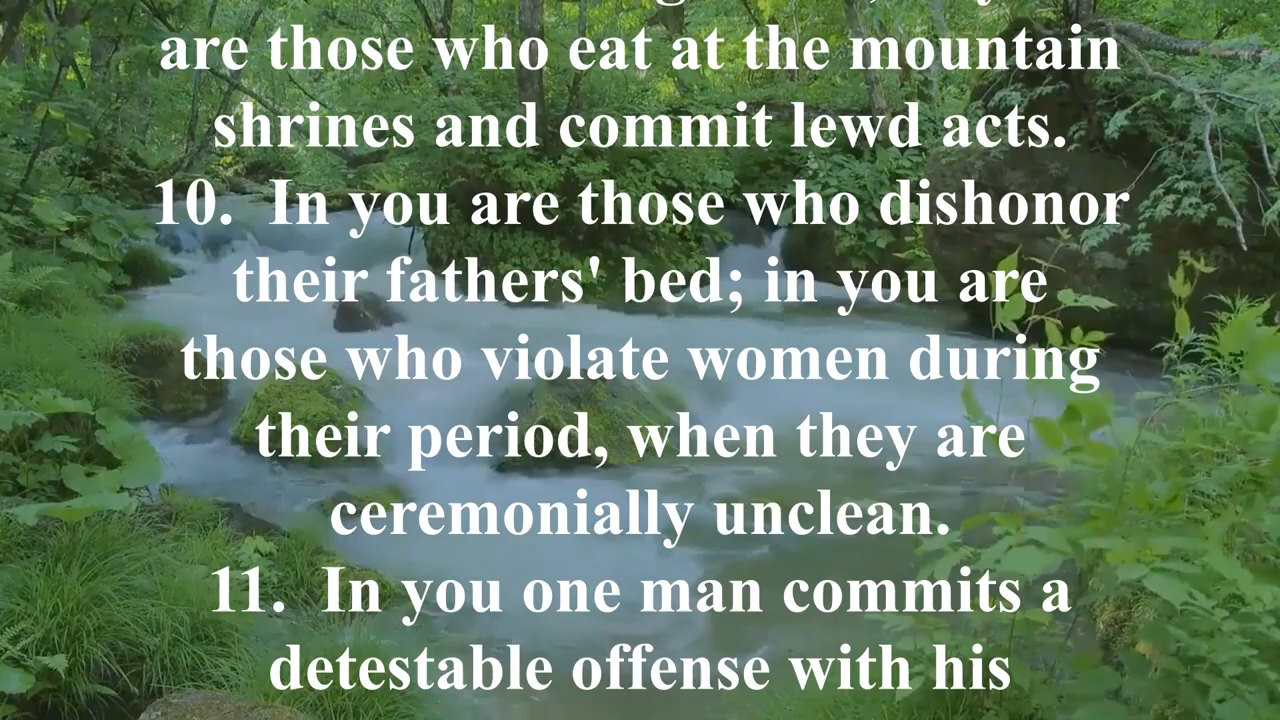 are those who eat at the mountain
shrines and commit lewd acts.
10. In you are those who dishonor
their fathers' bed; in you are
those who violate women during
their period, when they are
ceremonially unclean.
11. In you one man commits a
detestable offense with his